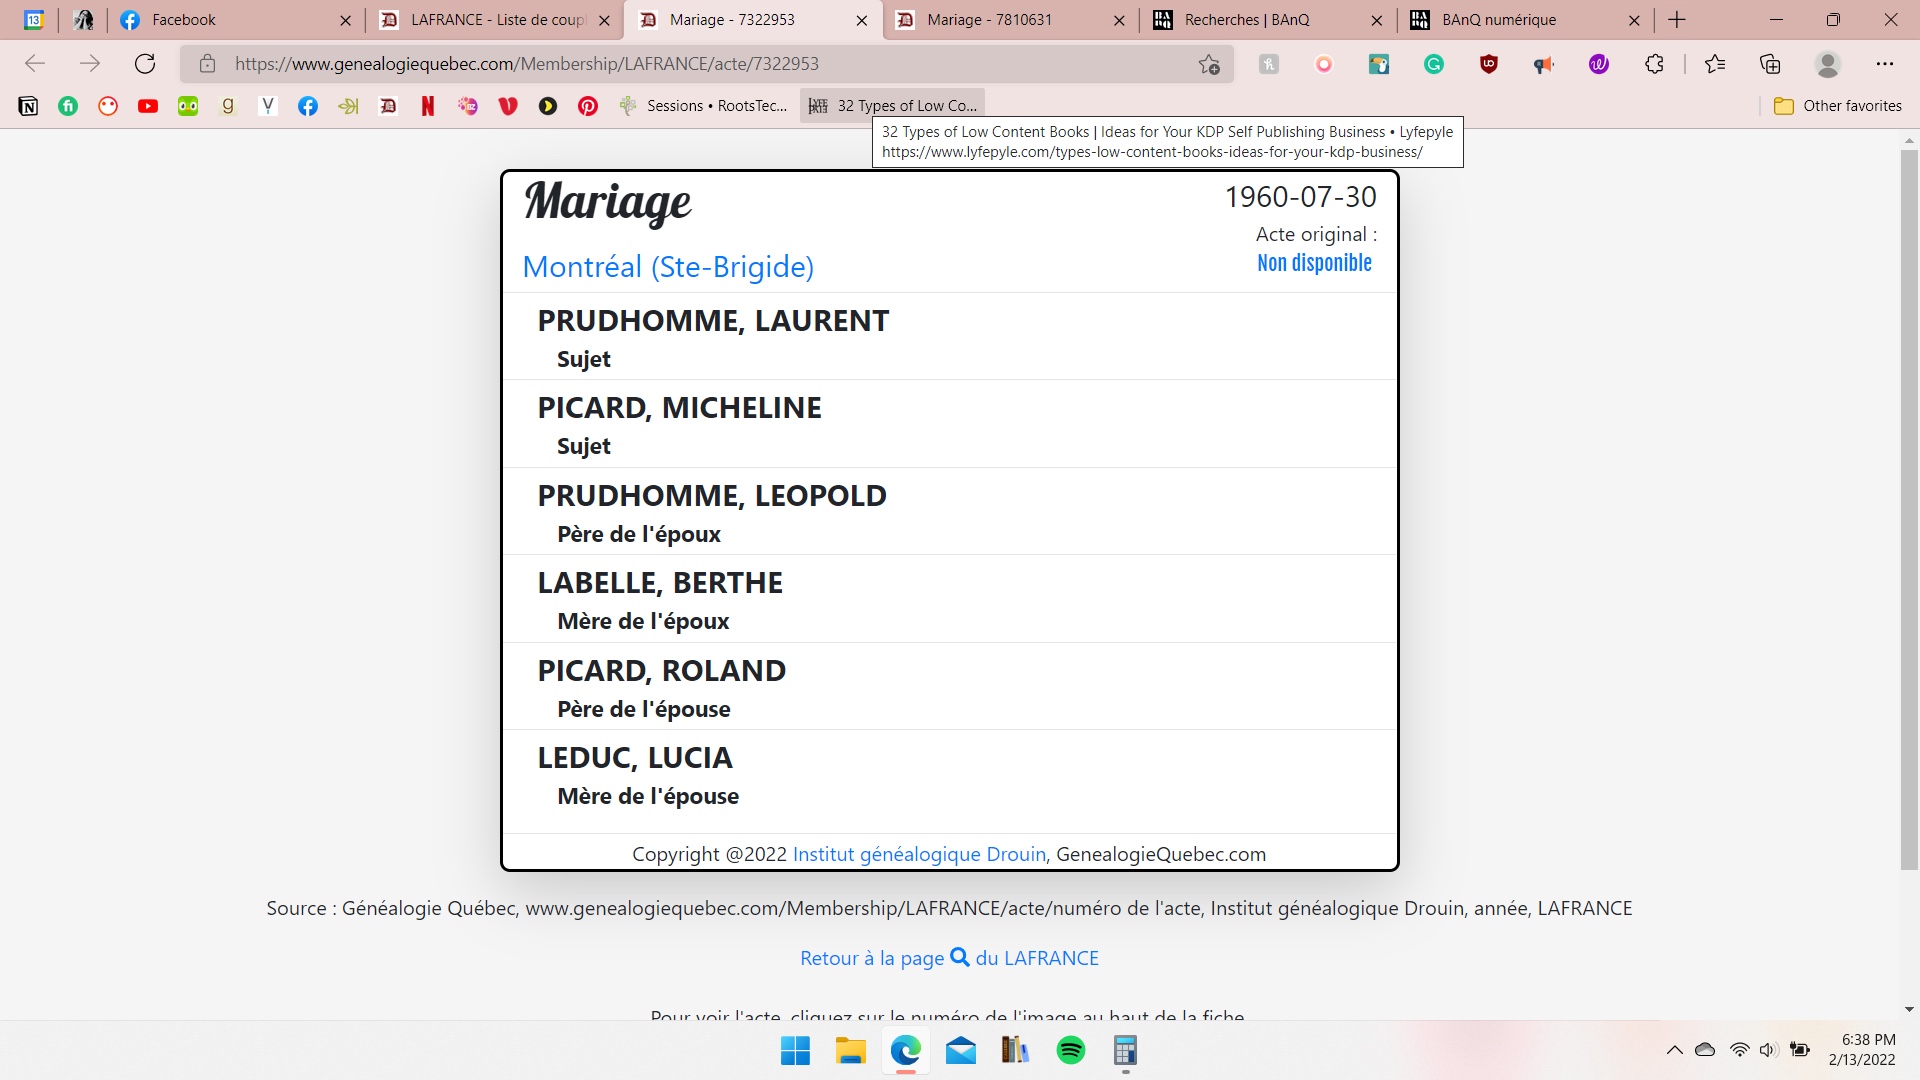 Facebook
LAFRANCE - Liste de coupl
Mariage - 7322953
Mariage - 7810631
Recherches | BAnQ
BAnQ numérique
https://www.genealogiequebec.com/Membership/LAFRANCE/acte/7322953
Sessions • RootsTec...
32 Types of Low Co...
Other favorites
32 Types of Low Content Books | Ideas for Your KDP Self Publishing Business • Lyfepyle
https://www.lyfepyle.com/types-low-content-books-ideas-for-your-kdp-business/
Mariage
1960-07-30
Acte original :
Non disponible
Montréal (Ste-Brigide)
PRUDHOMME, LAURENT
Sujet
PICARD, MICHELINE
Sujet
PRUDHOMME, LEOPOLD
Père de l'époux
LABELLE, BERTHE
Mère de l'époux
PICARD, ROLAND
Père de l'épouse
LEDUC, LUCIA
Mère de l'épouse
Copyright @2022 Institut généalogique Drouin, GenealogieQuebec.com
Source : Généalogie Québec, www.genealogiequebec.com/Membership/LAFRANCE/acte/numéro de l'acte, Institut généalogique Drouin, année, LAFRANCE
Retour à la page du LAFRANCE
Pour voir l'acte, cliquez sur le numéro de l'image au haut de la fiche
6:38 PM
2/13/2022